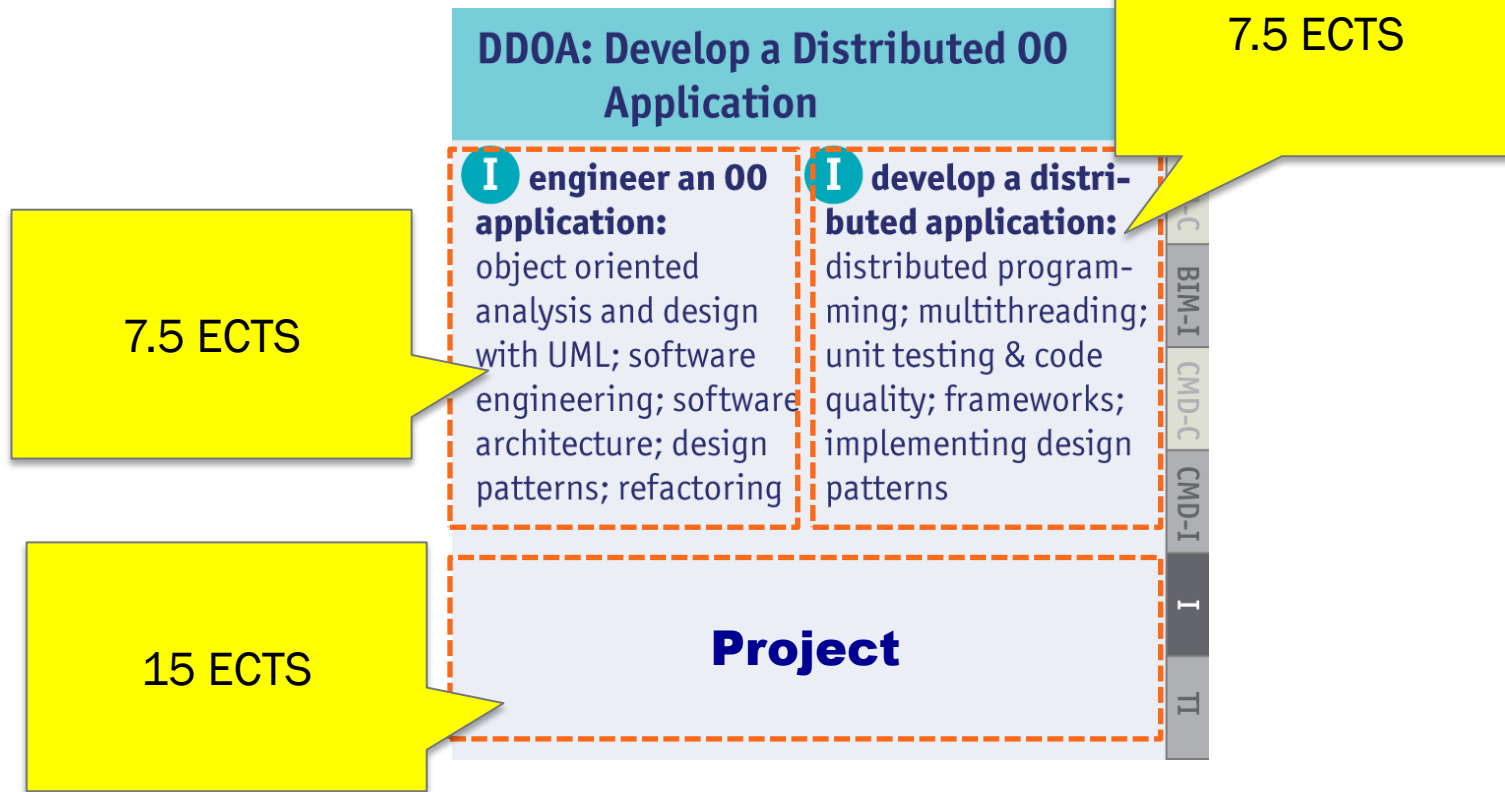 7.5 ECTS
DDOA: Develop a Distributed OO
Application
I engineer an OO
application:
object oriented
analysis and design
with UML; software
engineering; software
architecture; design
patterns; refactoring
I develop a distri-
buted application:
distributed program-
ming; multithreading;
unit testing & code
quality; frameworks;
implementing design
patterns
7.5 ECTS
15 ECTS
Project
BIM-I
CMD-C
CMD-I
I
TI